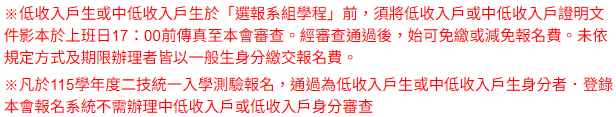 ※低收入戶生或中低收入戶生於「選報系組學程」前，須將低收入戶或中低收入戶證明文
件影本於上班日17：00前傳真至本會審查。經審查通過後，始可免繳或減免報名費。未依
規定方式及期限辦理者皆以一般生身分繳交報名費。
※凡於115學年度二技統一入學測驗報名，通過為低收入戶生或中低收入戶生身分者．登錄
本會報名系統不需辦理中低收入戶或低收入戶身分審查